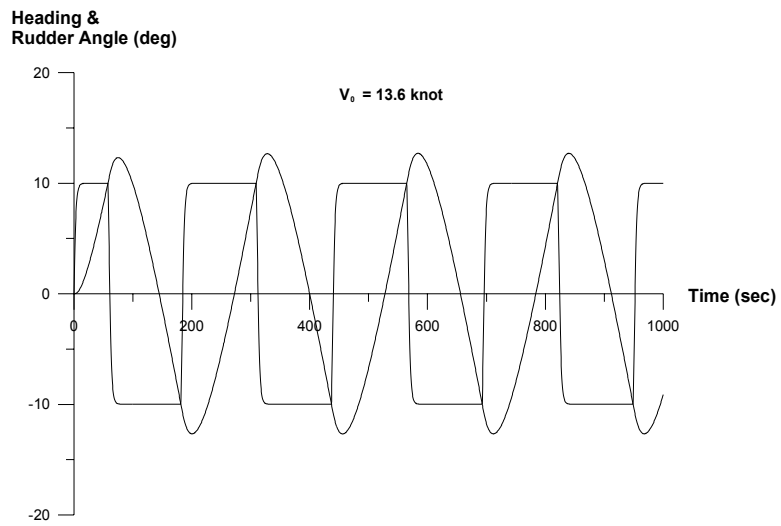 Heading &
Rudder Angle (deg)
20
V₀ = 13.6 knot
10
0
Time (sec)
0 200 400 600 800 1000
-10
-20